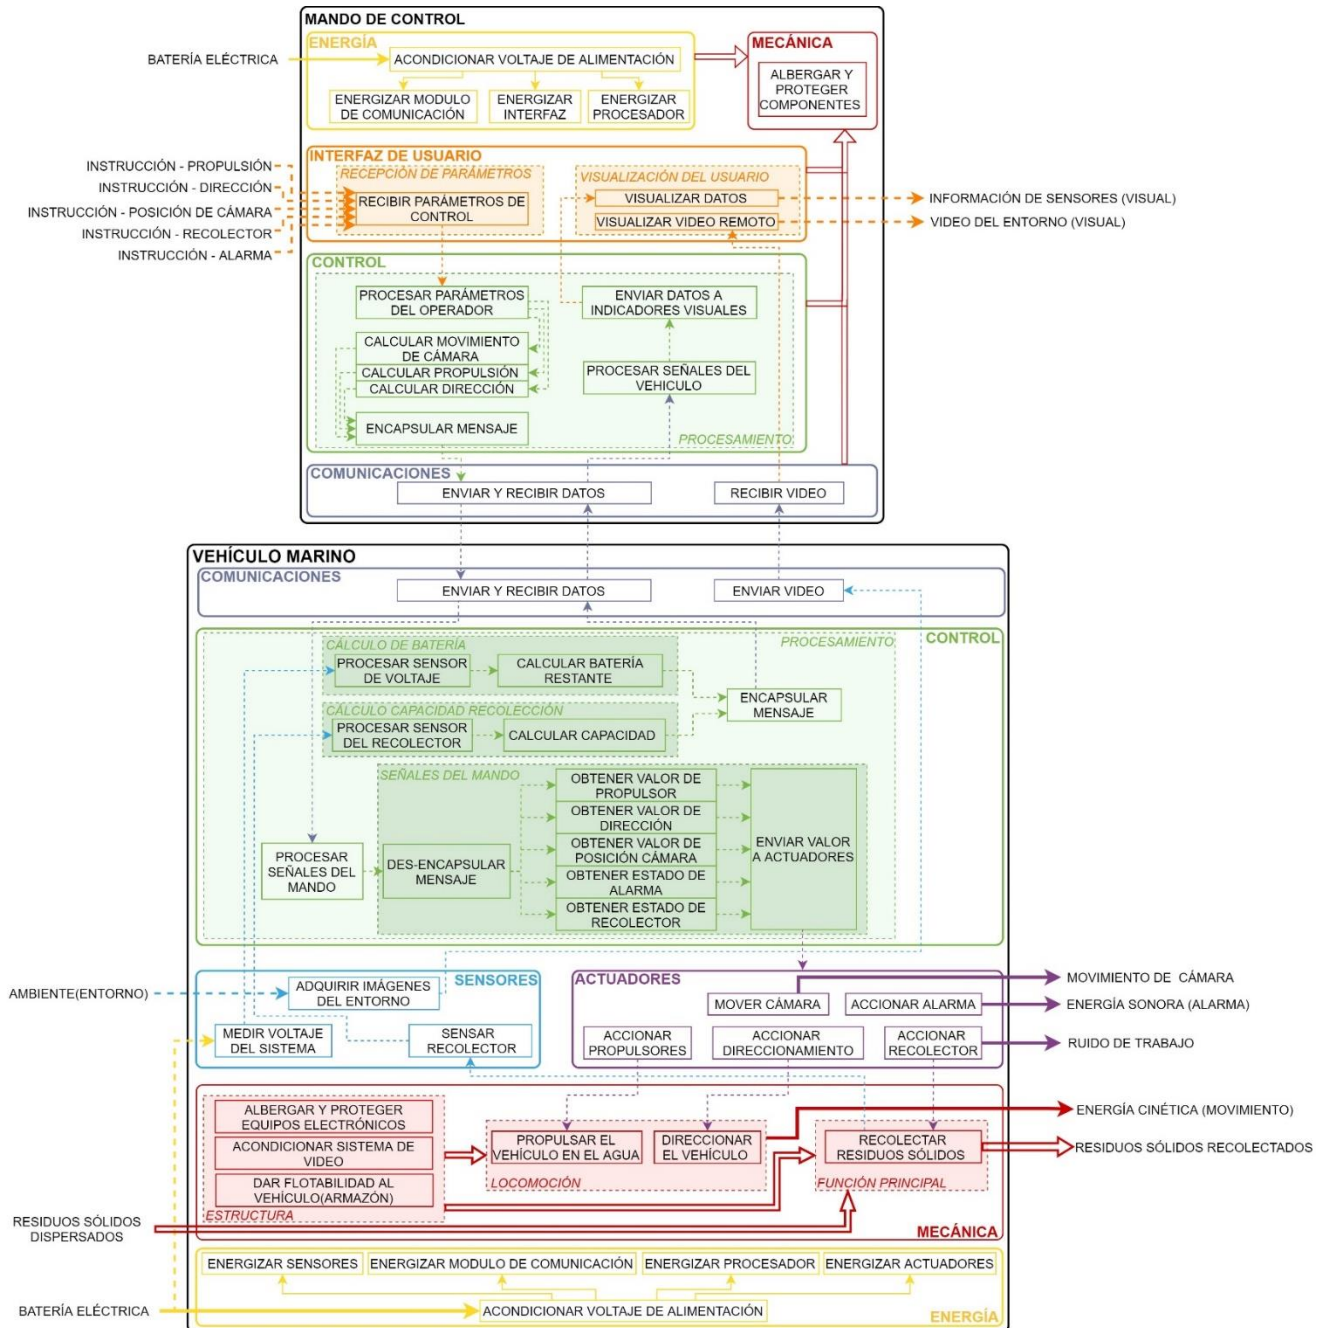 MANDO DE CONTROL
ENERGÍA
BATERÍA ELÉCTRICA
ACONDICIONAR VOLTAJE DE ALIMENTACIÓN
ENERGIZAR MODULO
DE COMUNICACIÓN
ENERGIZAR
INTERFAZ
ENERGIZAR
PROCESADOR
MECÁNICA
ALBERGAR Y
PROTEGER
COMPONENTES
INTERFAZ DE USUARIO
INSTRUCCIÓN - PROPULSIÓN
INSTRUCCIÓN - DIRECCIÓN
INSTRUCCIÓN - POSICIÓN DE CÁMARA
INSTRUCCIÓN - RECOLECTOR
INSTRUCCIÓN - ALARMA
RECEPCIÓN DE PARÁMETROS
RECIBIR PARÁMETROS DE
CONTROL
VISUALIZACIÓN DEL USUARIO
VISUALIZAR DATOS
VISUALIZAR VIDEO REMOTO
INFORMACIÓN DE SENSORES (VISUAL)
VIDEO DEL ENTORNO (VISUAL)
CONTROL
PROCESAR PARÁMETROS
DEL OPERADOR
CALCULAR MOVIMIENTO
DE CÁMARA
CALCULAR PROPULSIÓN
CALCULAR DIRECCIÓN
ENCAPSULAR MENSAJE
ENVIAR DATOS A
INDICADORES VISUALES
PROCESAR SEÑALES DEL
VEHICULO
PROCESAMIENTO
COMUNICACIONES
ENVIAR Y RECIBIR DATOS
RECIBIR VIDEO
VEHÍCULO MARINO
COMUNICACIONES
ENVIAR Y RECIBIR DATOS
ENVIAR VIDEO
CONTROL
PROCESAMIENTO
CÁLCULO DE BATERÍA
PROCESAR SENSOR
DE VOLTAJE
CALCULAR BATERÍA
RESTANTE
CÁLCULO CAPACIDAD RECOLECCIÓN
PROCESAR SENSOR
DEL RECOLECTOR
CALCULAR CAPACIDAD
ENCAPSULAR
MENSAJE
SEÑALES DEL MANDO
PROCESAR
SEÑALES DEL
MANDO
DES-ENCAPSULAR
MENSAJE
OBTENER VALOR DE
PROPULSOR
OBTENER VALOR DE
DIRECCIÓN
OBTENER VALOR DE
POSICIÓN CÁMARA
OBTENER ESTADO DE
ALARMA
OBTENER ESTADO DE
RECOLECTOR
ENVIAR VALOR
A ACTUADORES
SENSORES
AMBIENTE(ENTORNO)
ADQUIRIR IMÁGENES
DEL ENTORNO
MEDIR VOLTAJE
DEL SISTEMA
SENSAR
RECOLECTOR
ACTUADORES
MOVER CÁMARA
ACCIONAR ALARMA
ACCIONAR
PROPULSORES
ACCIONAR
DIRECCIONAMIENTO
ACCIONAR
RECOLECTOR
MOVIMIENTO DE CÁMARA
ENERGÍA SONORA (ALARMA)
RUIDO DE TRABAJO
ALBERGAR Y PROTEGER
EQUIPOS ELECTRÓNICOS
ACONDICIONAR SISTEMA DE
VIDEO
DAR FLOTABILIDAD AL
VEHÍCULO(ARMAZÓN)
ESTRUCTURA
PROPULSAR EL
VEHÍCULO EN EL AGUA
DIRECCIONAR
EL VEHÍCULO
LOCOMOCIÓN
RECOLECTAR
RESIDUOS SÓLIDOS
FUNCIÓN PRINCIPAL
ENERGÍA CINÉTICA (MOVIMIENTO)
RESIDUOS SÓLIDOS RECOLECTADOS
RESIDUOS SÓLIDOS
DISPERSADOS
MECÁNICA
ENERGIZAR SENSORES
ENERGIZAR MODULO DE COMUNICACIÓN
ENERGIZAR PROCESADOR
ENERGIZAR ACTUADORES
BATERÍA ELÉCTRICA
ACONDICIONAR VOLTAJE DE ALIMENTACIÓN
ENERGÍA